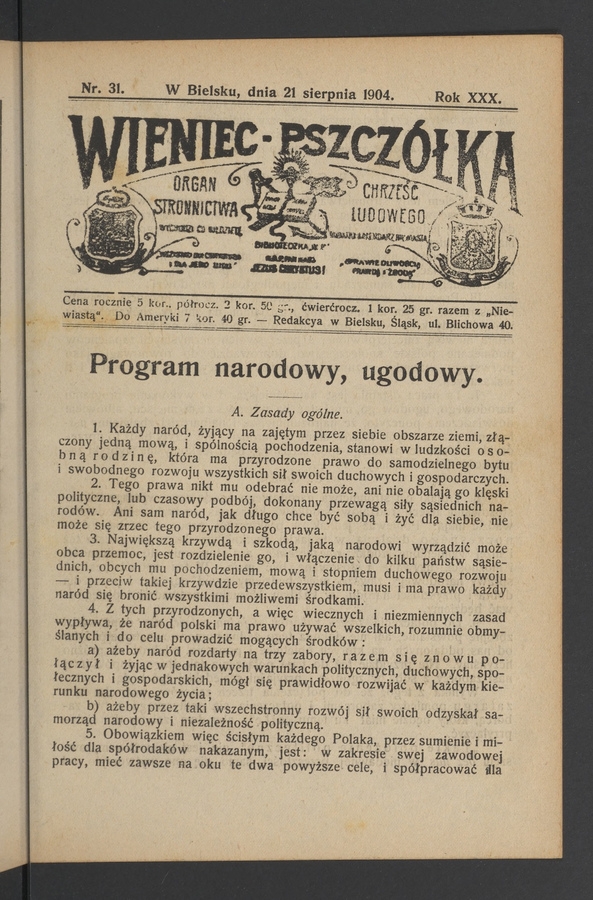 Nr. 31. W Bielsku, dnia 21 sierpnia 1904. Rok XXX.
WIENIEC-PSZCZÓŁKA
ORGAN STRONNICTWA
CHRZEŚC LUDOWEGO
WYCHODZI CO NIEDZIELĘ
JEZUS CHRYSTUS!
Cena rocznie 5 kor., półrocz. 2 kor. 50 gr., ćwierćrocz. 1 kor. 25 gr. razem z „Nie-
wiastą“. Do Ameryki 7 kor. 40 gr. — Redakcya w Bielsku, Śląsk, ul. Blichowa 40.
Program narodowy, ugodowy.
A. Zasady ogólne.
1. Każdy naród, żyjący na zajętym przez siebie obszarze ziemi, złą-
czony jedną mową, i spólnością pochodzenia, stanowi w ludzkości oso-
bną rodzinę, która ma przyrodzone prawo do samodzielnego bytu
i swobodnego rozwoju wszystkich sił swoich duchowych i gospodarczych.
2. Tego prawa nikt mu odebrać nie może, ani nie obalają go klęski
polityczne, lub czasowy podbój, dokonany przewagą siły sąsiednich na-
rodów. Ani sam naród, jak długo chce być sobą i żyć dla siebie, nie
może się zrzec tego przyrodzonego prawa.
3. Największą krzywdą i szkodą, jaką narodowi wyrządzić może
obca przemoc, jest rozdzielenie go, i włączenie do kilku państw sąsie-
dnich, obcych mu pochodzeniem, mową i stopniem duchowego rozwoju
— i przeciw takiej krzywdzie przedewszystkiem, musi i ma prawo każdy
naród się bronić wszystkimi możliwemi środkami.
4. Z tych przyrodzonych, a więc wiecznych i niezmiennych zasad
wypływa, że naród polski ma prawo używać wszelkich, rozumnie obmy-
ślanych i do celu prowadzić mogących środków:
a) ażeby naród rozdarty na trzy zabory, razem się znowu po-
łączył i żyjąc w jednakowych warunkach politycznych, duchowych, spo-
łecznych i gospodarskich, mógł się prawidłowo rozwijać w każdym kie-
runku narodowego życia;
b) ażeby przez taki wszechstronny rozwój sił swoich odzyskał sa-
morząd narodowy i niezależność polityczną.
5. Obowiązkiem więc ścisłym każdego Polaka, przez sumienie i mi-
łość dla spółrodaków nakazanym, jest: w zakresie swej zawodowej
pracy, mieć zawsze na oku te dwa powyższe cele, i spółpracować dla